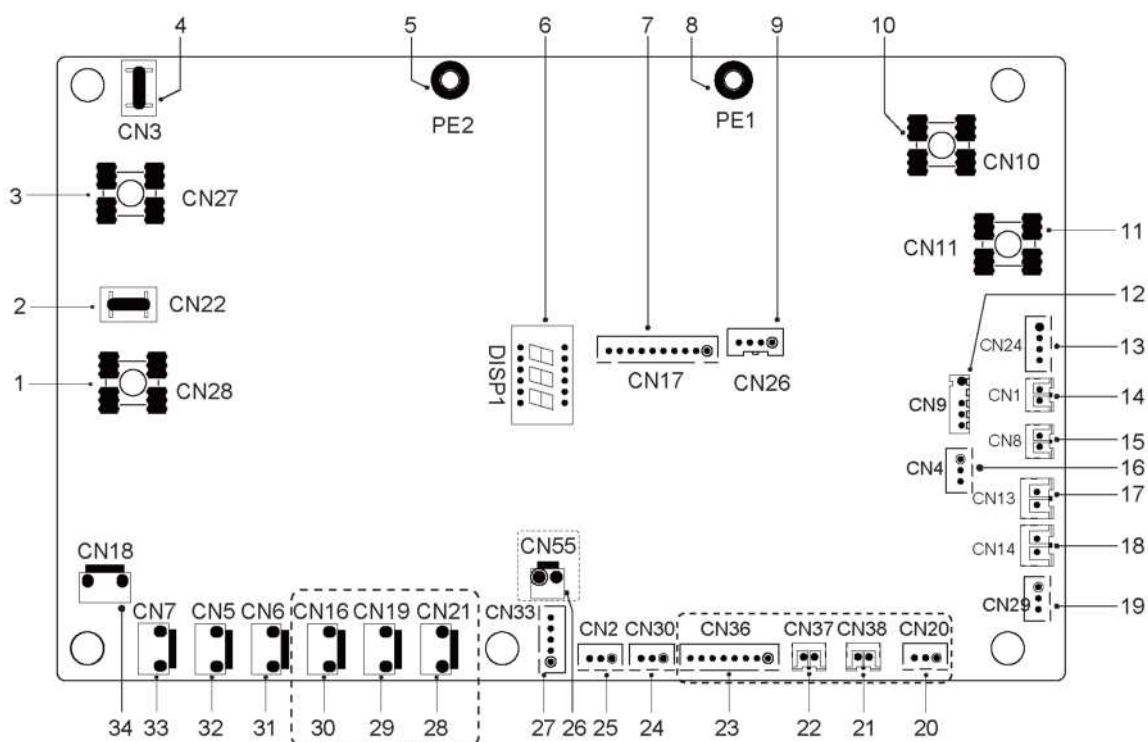 4 5 6 7 8 9 10
CN3
PE2
PE1
CN10
3
CN27
11
CN11
12
2
CN22
DISP1
CN17
CN26
CN24
13
1
CN28
CN9
CN1
14
CN8
15
CN4
16
CN13
17
CN14
18
CN18
CN55
CN29
19
CN7 CN5 CN6 CN16 CN19 CN21 CN33 CN2 CN30 CN36 CN37 CN38 CN20
34 33 32 31 30 29 28 27 26 25 24 23 22 21 20